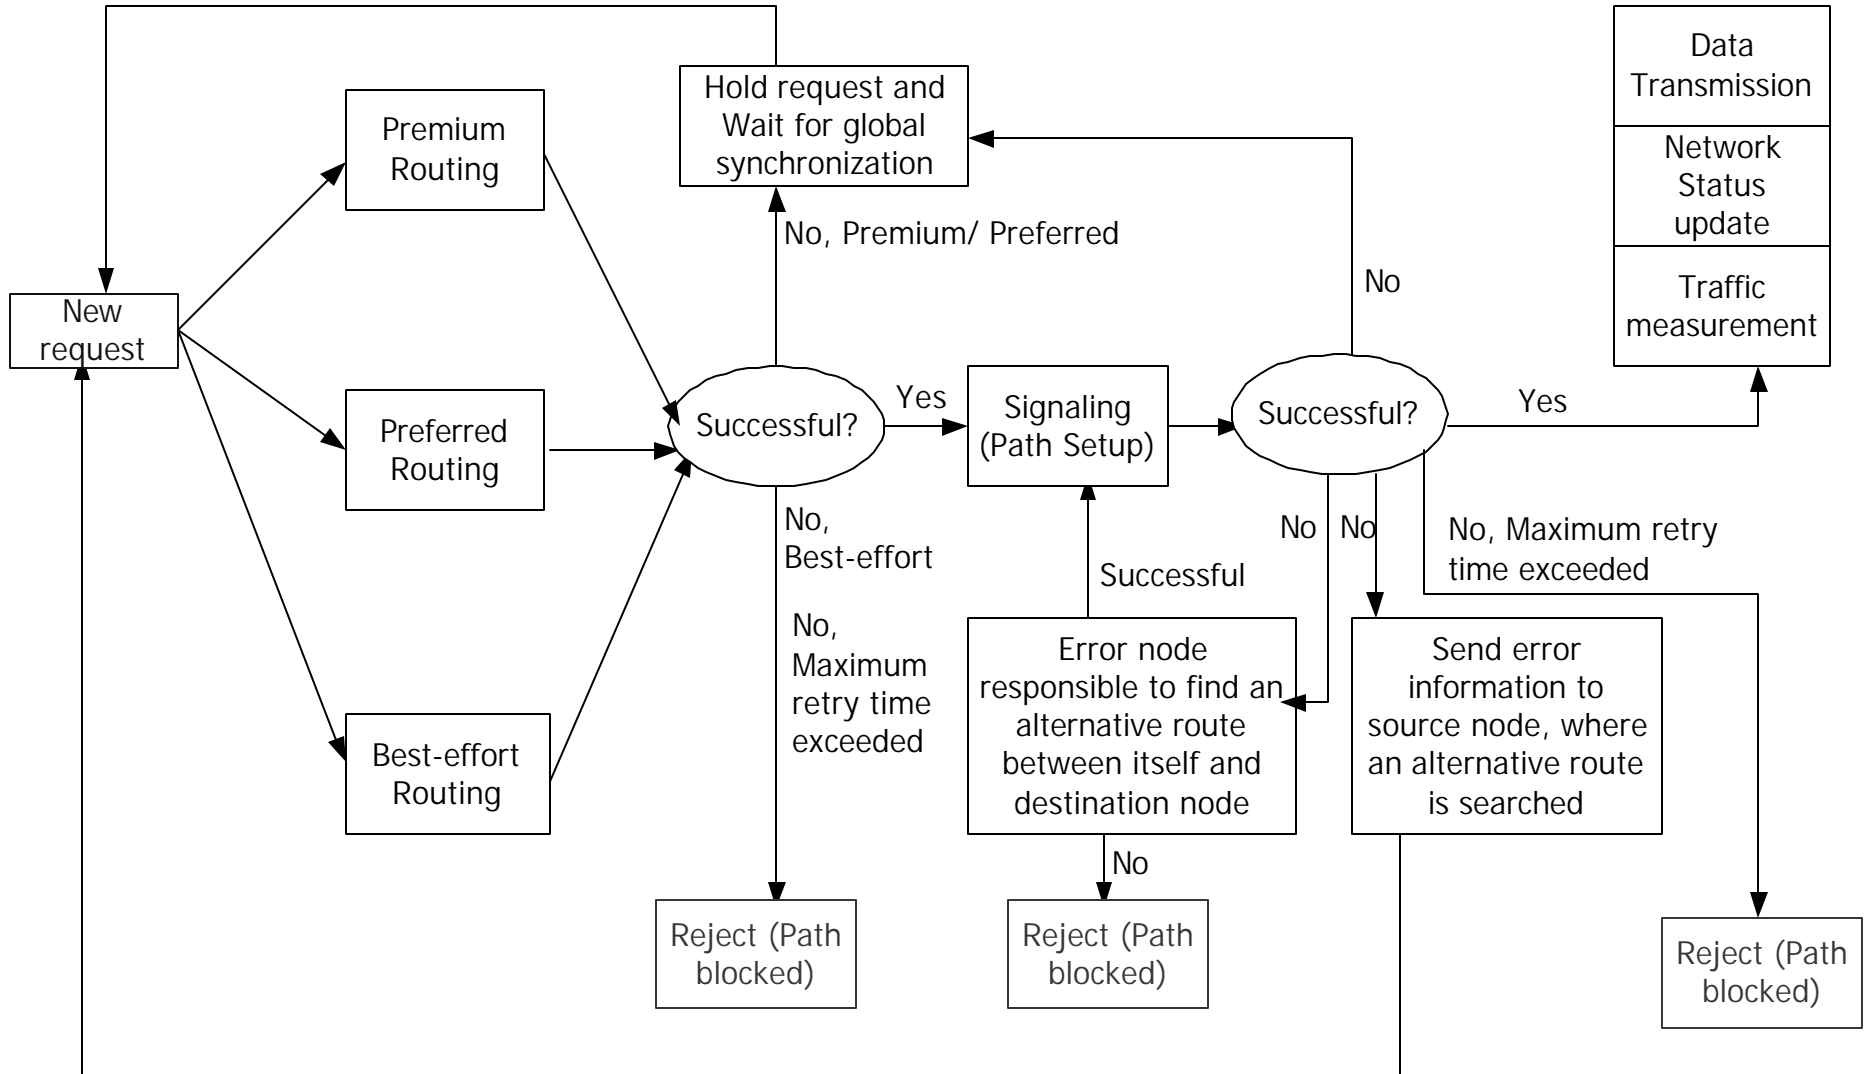 Data
Transmission
Network
Status
update
Traffic
measurement
Hold request and
Wait for global
synchronization
Premium
Routing
No, Premium/ Preferred
No
New
request
Preferred
Routing
Successful?
Yes
Signaling
(Path Setup)
Successful?
Yes
No,
Best-effort
No
No
No, Maximum retry
time exceeded
Successful
No,
Maximum
retry time
exceeded
Error node
responsible to find an
alternative route
between itself and
destination node
Send error
information to
source node, where
an alternative route
is searched
Best-effort
Routing
No
Reject (Path
blocked)
Reject (Path
blocked)
Reject (Path
blocked)